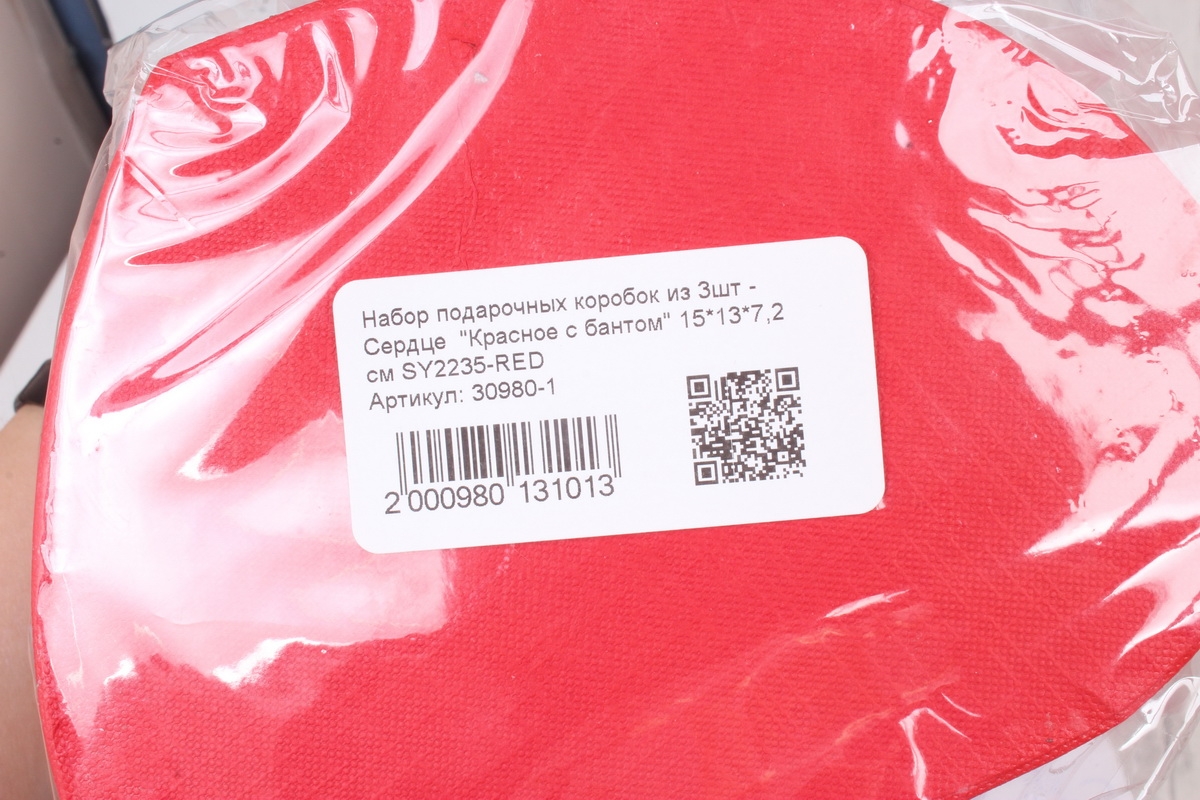 Набор подарочных коробок из 3шт -
Сердце "Красное с бантом" 15*13*7,2
см SY2235-RED
Артикул: 30980-1
2 000980 131013